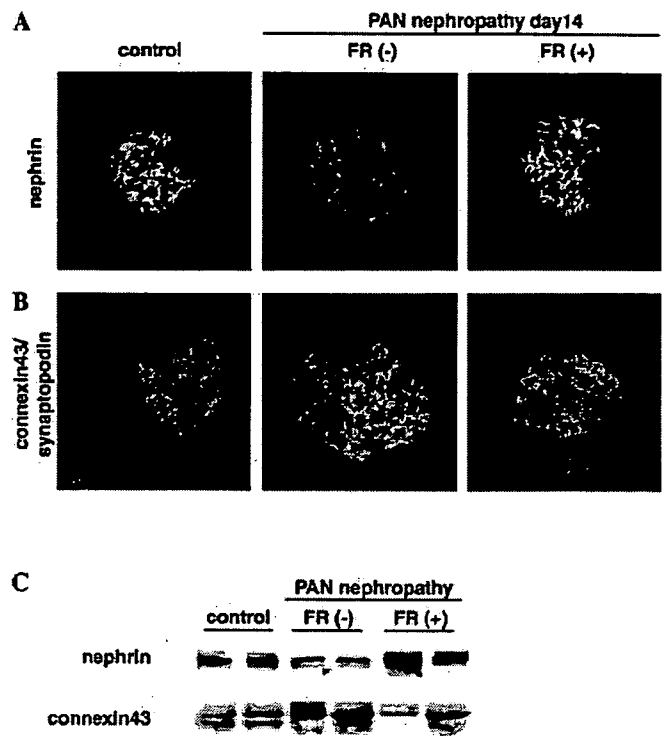 A
PAN nephropathy day14
control FR (-) FR (+)
nephrin
B
connexin43/
synaptopodin
C
PAN nephropathy
control FR (-) FR (+)
nephrin
connexin43